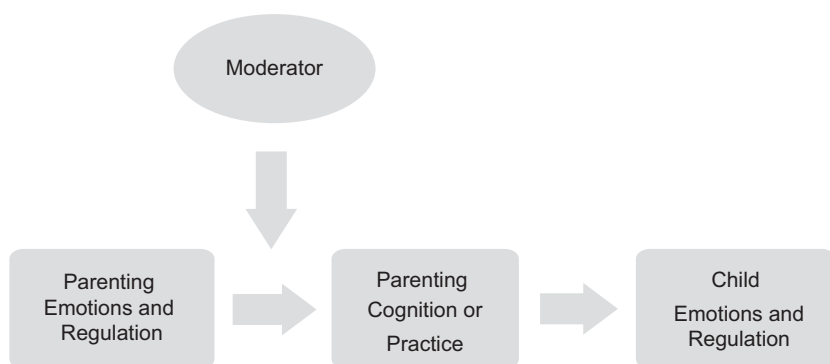 Moderator
Parenting
Emotions and
Regulation
Parenting
Cognition or
Practice
Child
Emotions and
Regulation